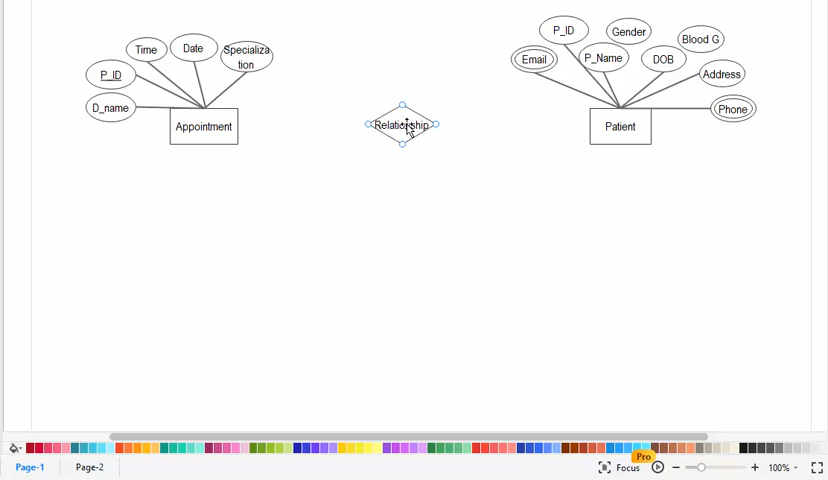 P_ID
Gender
Blood G
Time
Date
Specializa
tion
Email
P_Name
DOB
P_ID
Address
D_name
Phone
Appointment
Relationship
Patient
Pro
Page-1
Page-2
Focus
100%